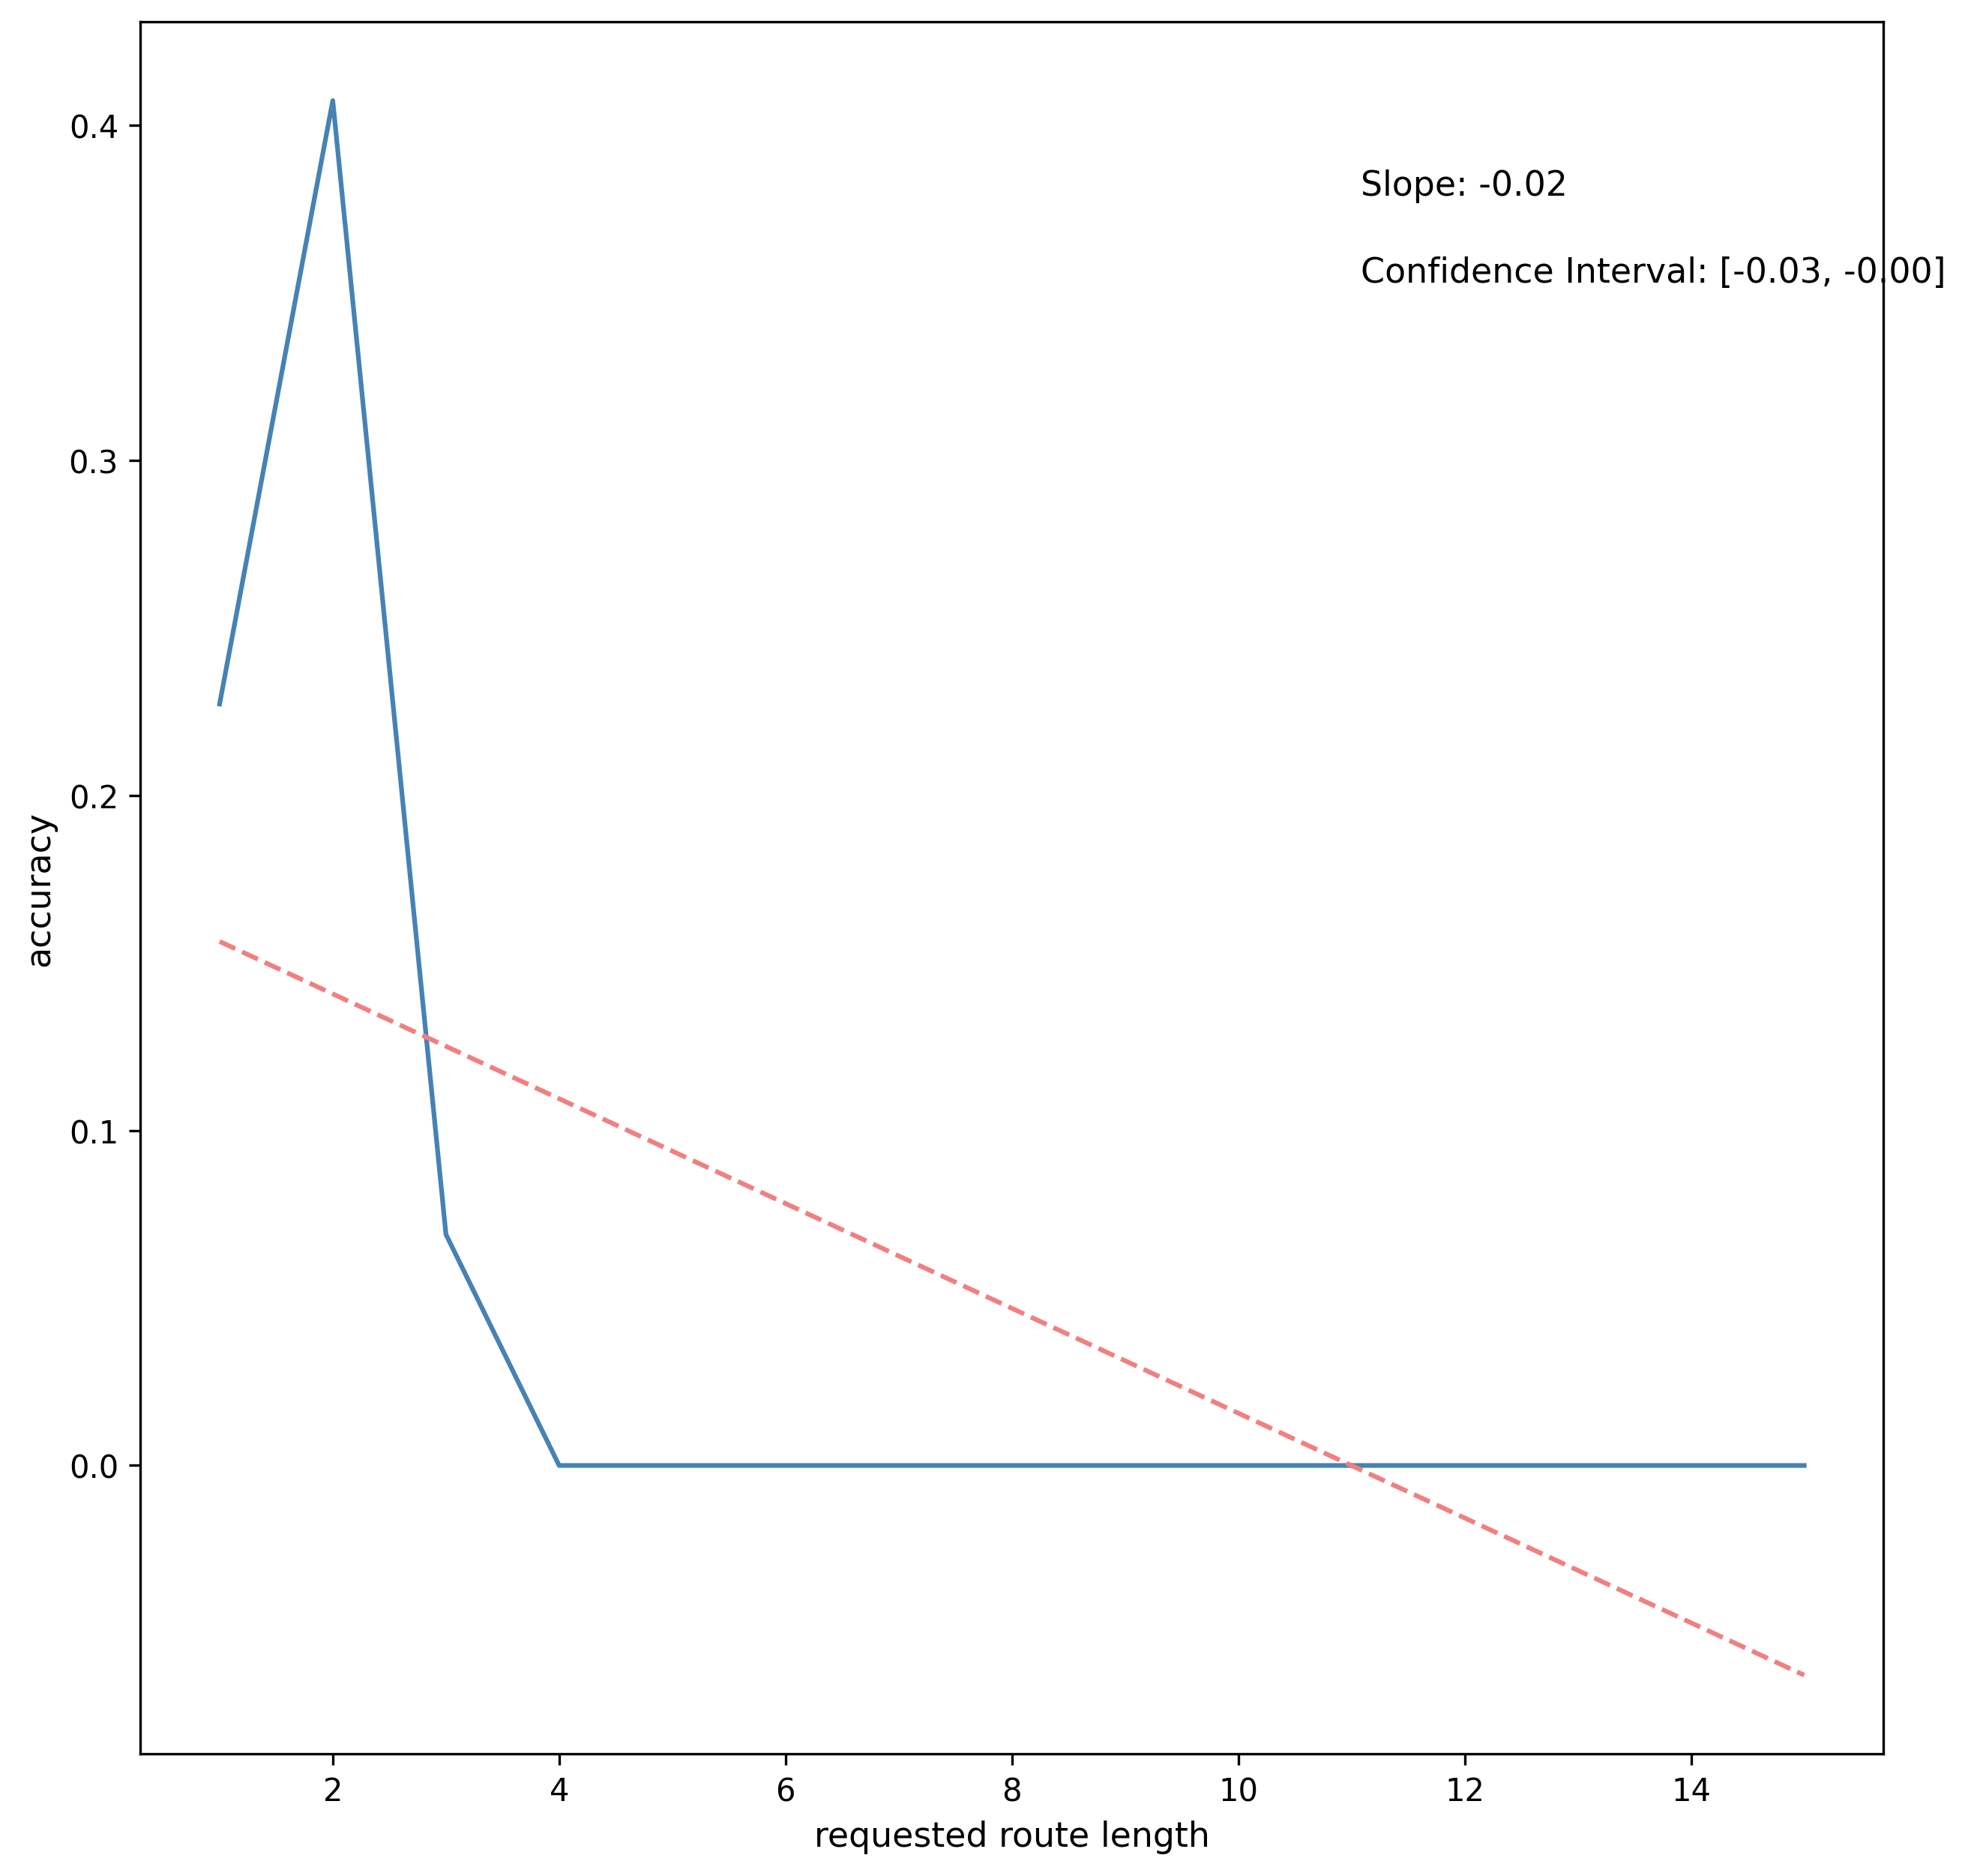 0.4
0.3
0.2
0.1
0.0
accuracy
Slope: -0.02
Confidence Interval: [-0.03, -0.00]
2 4 6 8 10 12 14
requested route length